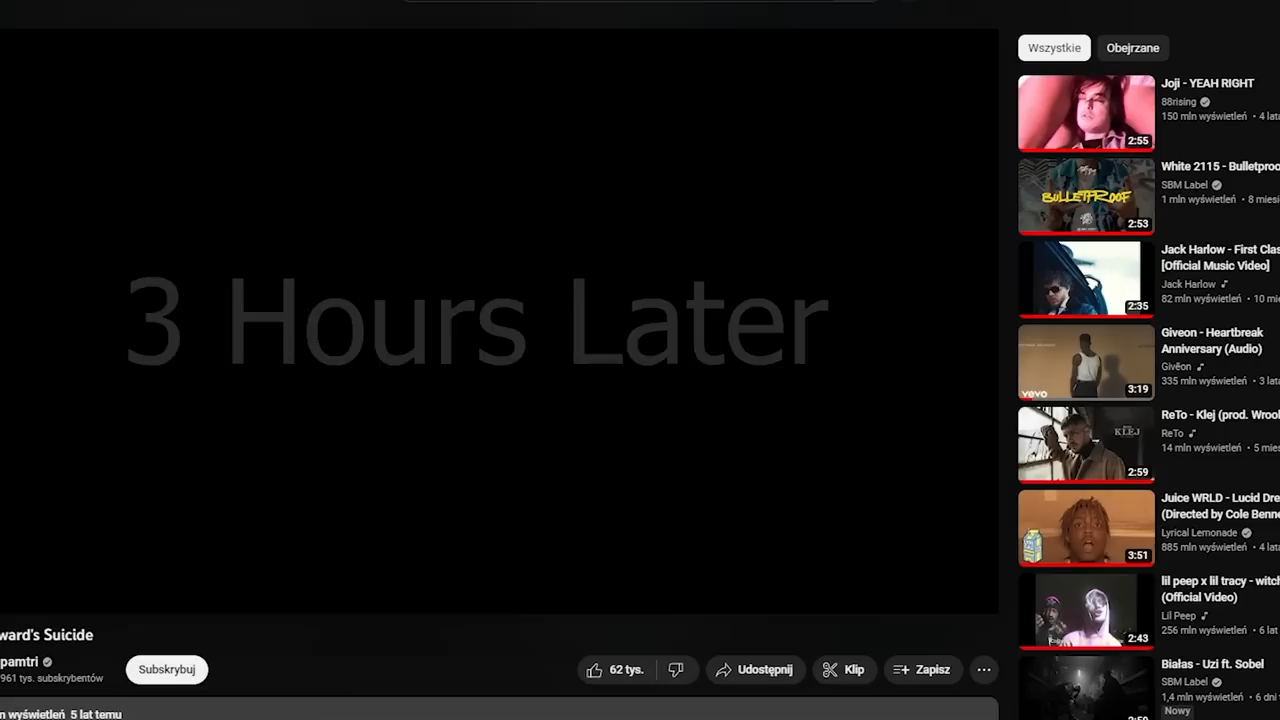 3 Hours Later
ward's Suicide
pamtri
961 tys. subskrybentów
Subskrybuj
62 tys.
Udostępnij
Klip
Zapisz
n wyświetleń 5 lat temu
Wszystkie
Obejrzane
2:55
Joji - YEAH RIGHT
88rising
150 mln wyświetleń • 4 lata
BULLETPROOF
2:53
White 2115 - Bulletproo
SBM Label
1 mln wyświetleń • 8 miesi
2:35
Jack Harlow - First Clas
[Official Music Video]
Jack Harlow
82 mln wyświetleń • 10 mie
vevo
3:19
Giveon - Heartbreak
Anniversary (Audio)
Givēon
335 mln wyświetleń • 3 lata
KLEJ
2:59
ReTo - Klej (prod. Wrool
ReTo
14 mln wyświetleń • 5 mies
3:51
Juice WRLD - Lucid Dre
(Directed by Cole Benne
Lyrical Lemonade
885 mln wyświetleń • 4 lata
2:43
lil peep x lil tracy - witch
(Official Video)
Lil Peep
256 mln wyświetleń • 6 lat
Białas - Uzi ft. Sobel
SBM Label
1,4 mln wyświetleń • 6 dni
Nowy